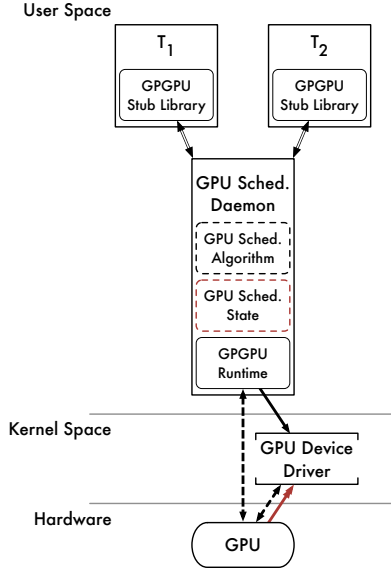 User Space
T1
GPGPU
Stub Library
T2
GPGPU
Stub Library
GPU Sched.
Daemon
GPU Sched.
Algorithm
GPU Sched.
State
GPGPU
Runtime
Kernel Space
GPU Device
Driver
Hardware
GPU